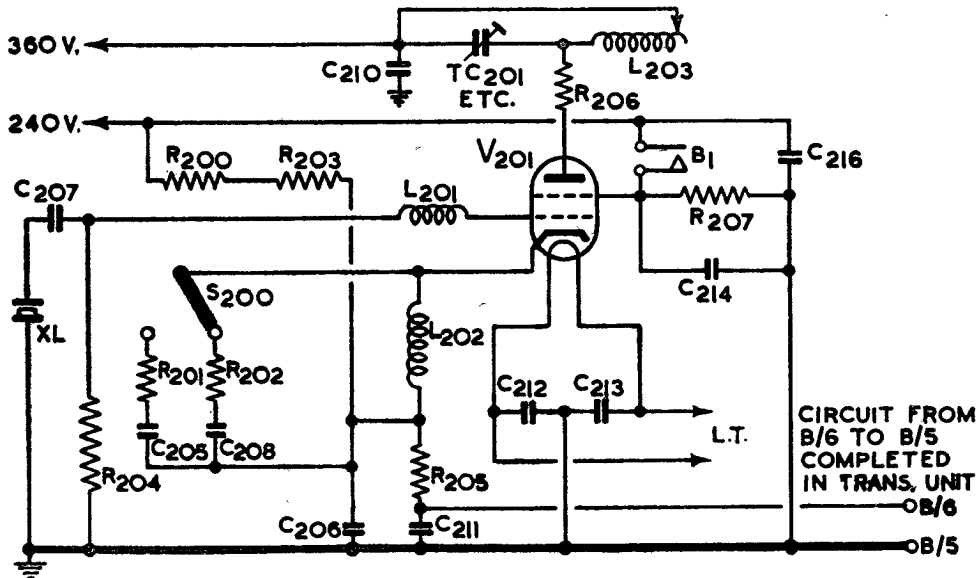 360 V.
C210
TC201
ETC.
L203
R206
240 V.
R200
R203
V201
B1
C216
C207
L201
R207
S200
C214
XL
L202
R201
R202
C212
C213
C205
C208
L.T.
CIRCUIT FROM
B/6 TO B/5
COMPLETED
IN TRANS. UNIT
R204
R205
B/6
C206
C211
B/5